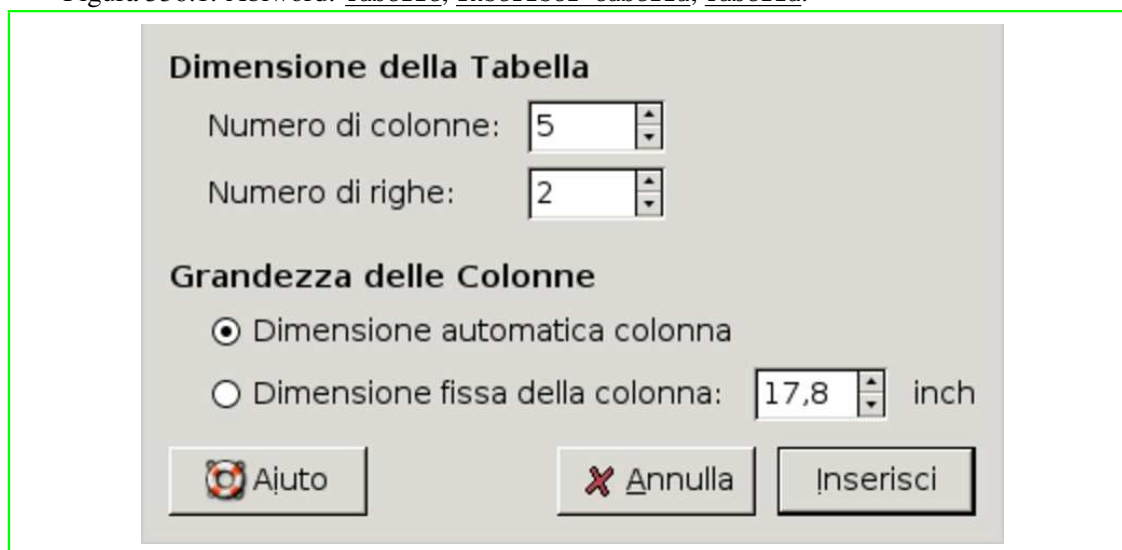 Dimensione della Tabella
Numero di colonne: 5
Numero di righe: 2
Grandezza delle Colonne
Dimensione automatica colonna
Dimensione fissa della colonna: 17,8 inch
Aiuto Annulla Inserisci